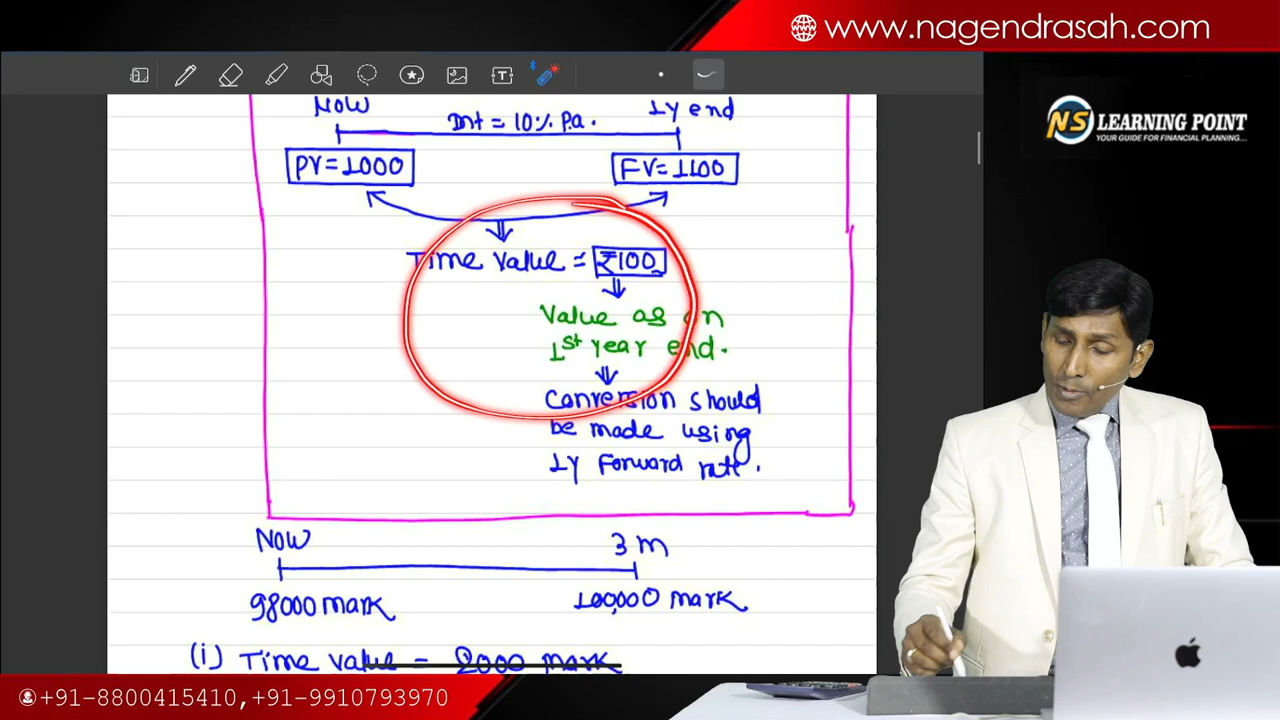 www.nagendrasah.com
NS LEARNING POINT
YOUR GUIDE FOR FINANCIAL PLANNING....
Now 1y end
Int = 10% P.a.
PV = 1000 FV = 1100
Time value = ₹100
Value as on
1st year end.
Conversion should
be made using
1y Forward rate.
Now 3 m
98000 mark 100,000 mark
(i) Time value = 2000 mark
+91-8800415410,+91-9910793970